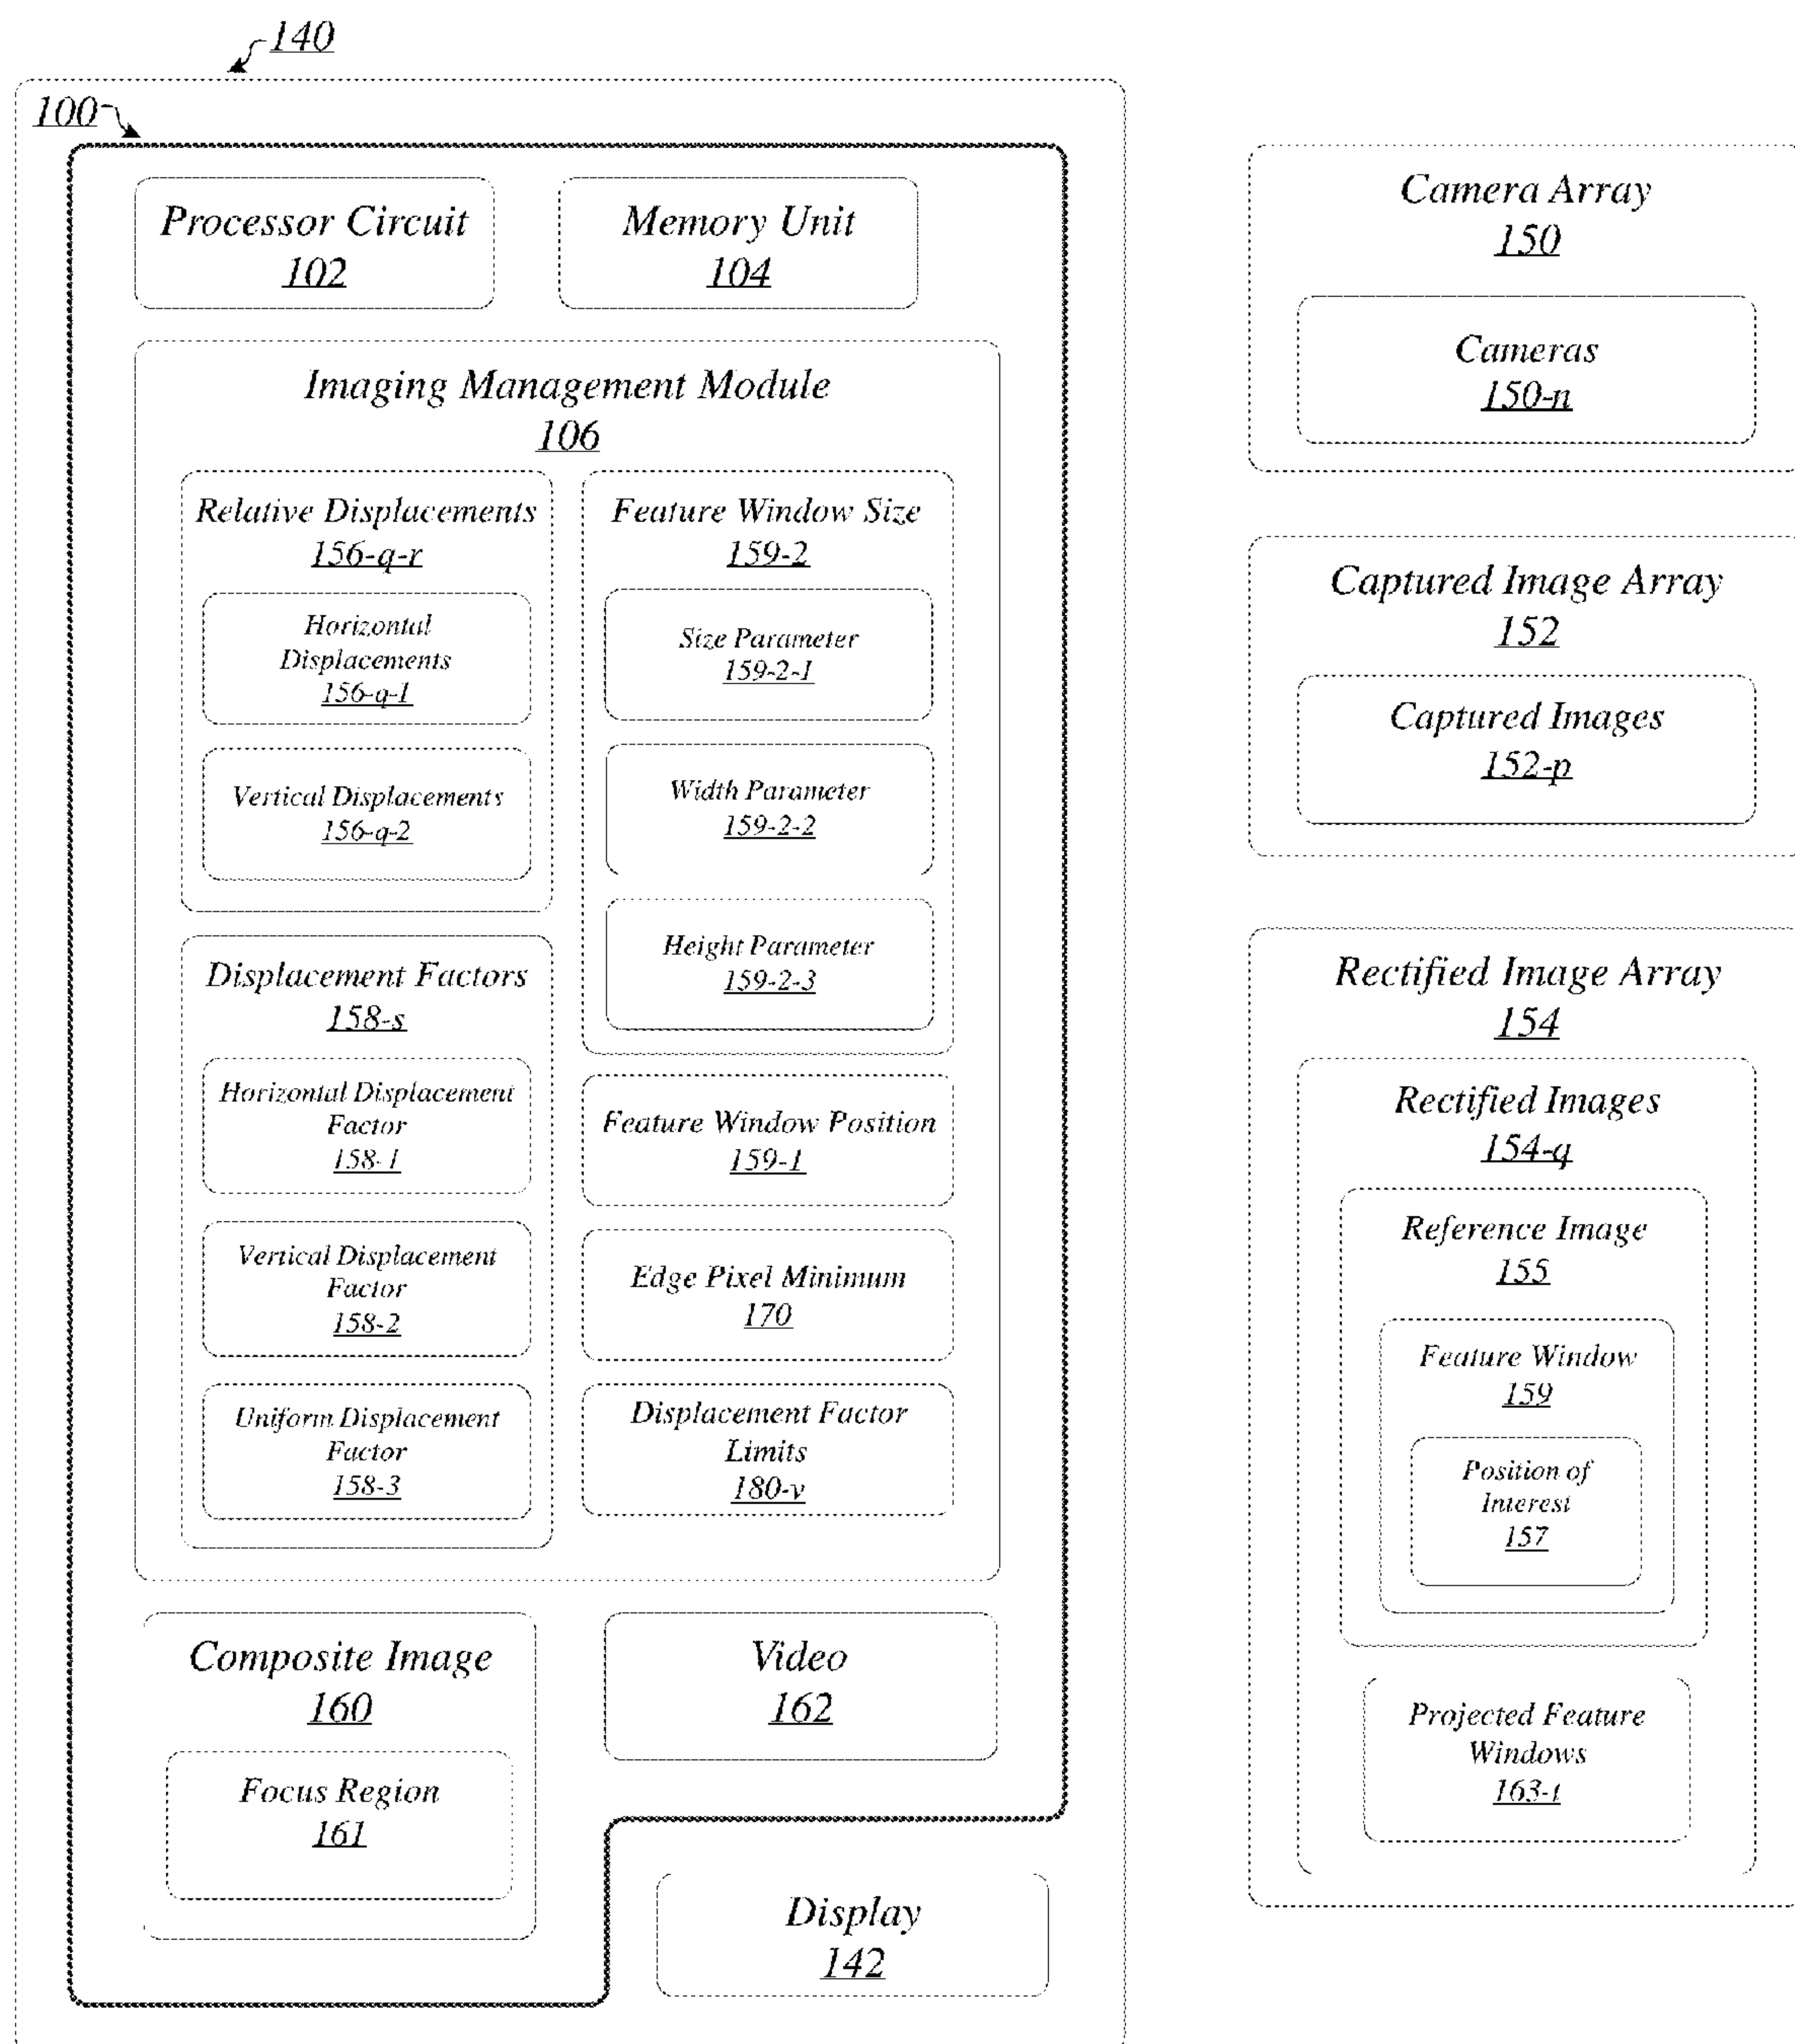 140
100
Processor Circuit
102
Memory Unit
104
Imaging Management Module
106
Relative Displacements
156-q-r
Horizontal
Displacements
156-q-1
Vertical Displacements
156-q-2
Displacement Factors
158-s
Horizontal Displacement
Factor
158-1
Vertical Displacement
Factor
158-2
Uniform Displacement
Factor
158-3
Feature Window Size
159-2
Size Parameter
159-2-1
Width Parameter
159-2-2
Height Parameter
159-2-3
Feature Window Position
159-1
Edge Pixel Minimum
170
Displacement Factor
Limits
180-v
Composite Image
160
Focus Region
161
Video
162
Display
142
Camera Array
150
Cameras
150-n
Captured Image Array
152
Captured Images
152-p
Rectified Image Array
154
Rectified Images
154-q
Reference Image
155
Feature Window
159
Position of
Interest
157
Projected Feature
Windows
163-t